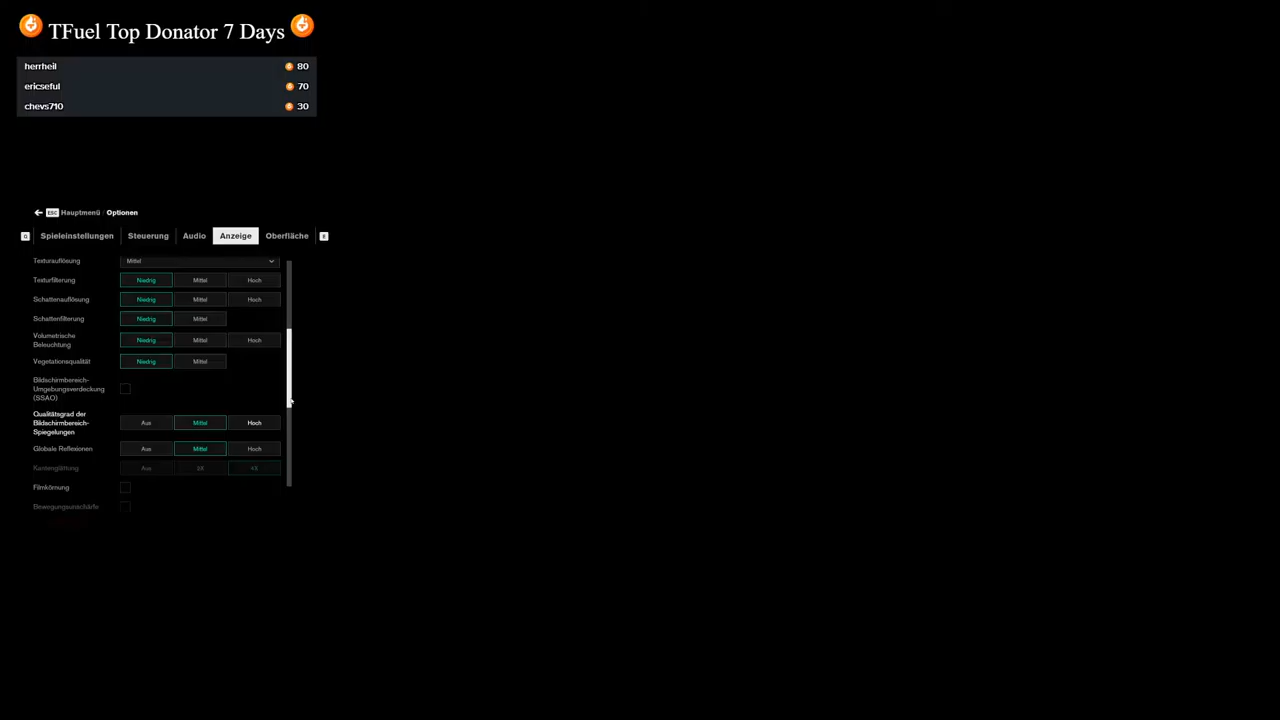 TFuel Top Donator 7 Days
herrheil 80
ericseful 70
chevs710 30
ESC Hauptmenü Optionen
Spieleinstellungen Steuerung Audio Anzeige Oberfläche E
Texturauflösung Mittel
Texturfilterung Niedrig Mittel Hoch
Schattenauflösung Niedrig Mittel Hoch
Schattenfilterung Niedrig Mittel
Volumetrische
Beleuchtung Niedrig Mittel Hoch
Vegetationsqualität Niedrig Mittel
Bildschirmbereich-
Umgebungsverdeckung
(SSAO)
Qualitätsgrad der
Bildschirmbereich-
Spiegelungen Aus Mittel Hoch
Globale Reflexionen Aus Mittel Hoch
Kantenglättung Aus 2X 4X
Filmkörnung
Bewegungsunschärfe